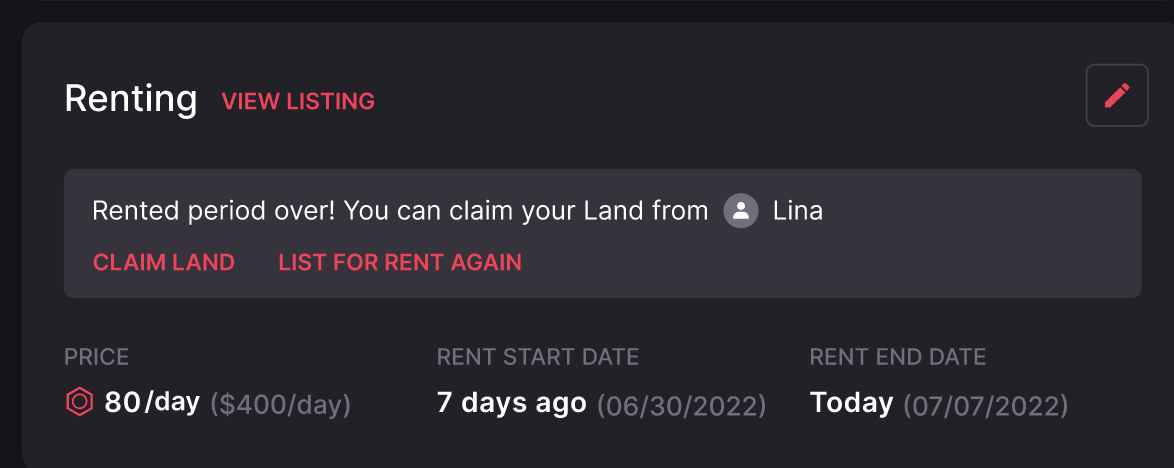 Renting VIEW LISTING
Rented period over! You can claim your Land from Lina
CLAIM LAND LIST FOR RENT AGAIN
PRICE RENT START DATE RENT END DATE
80/day ($400/day) 7 days ago (06/30/2022) Today (07/07/2022)